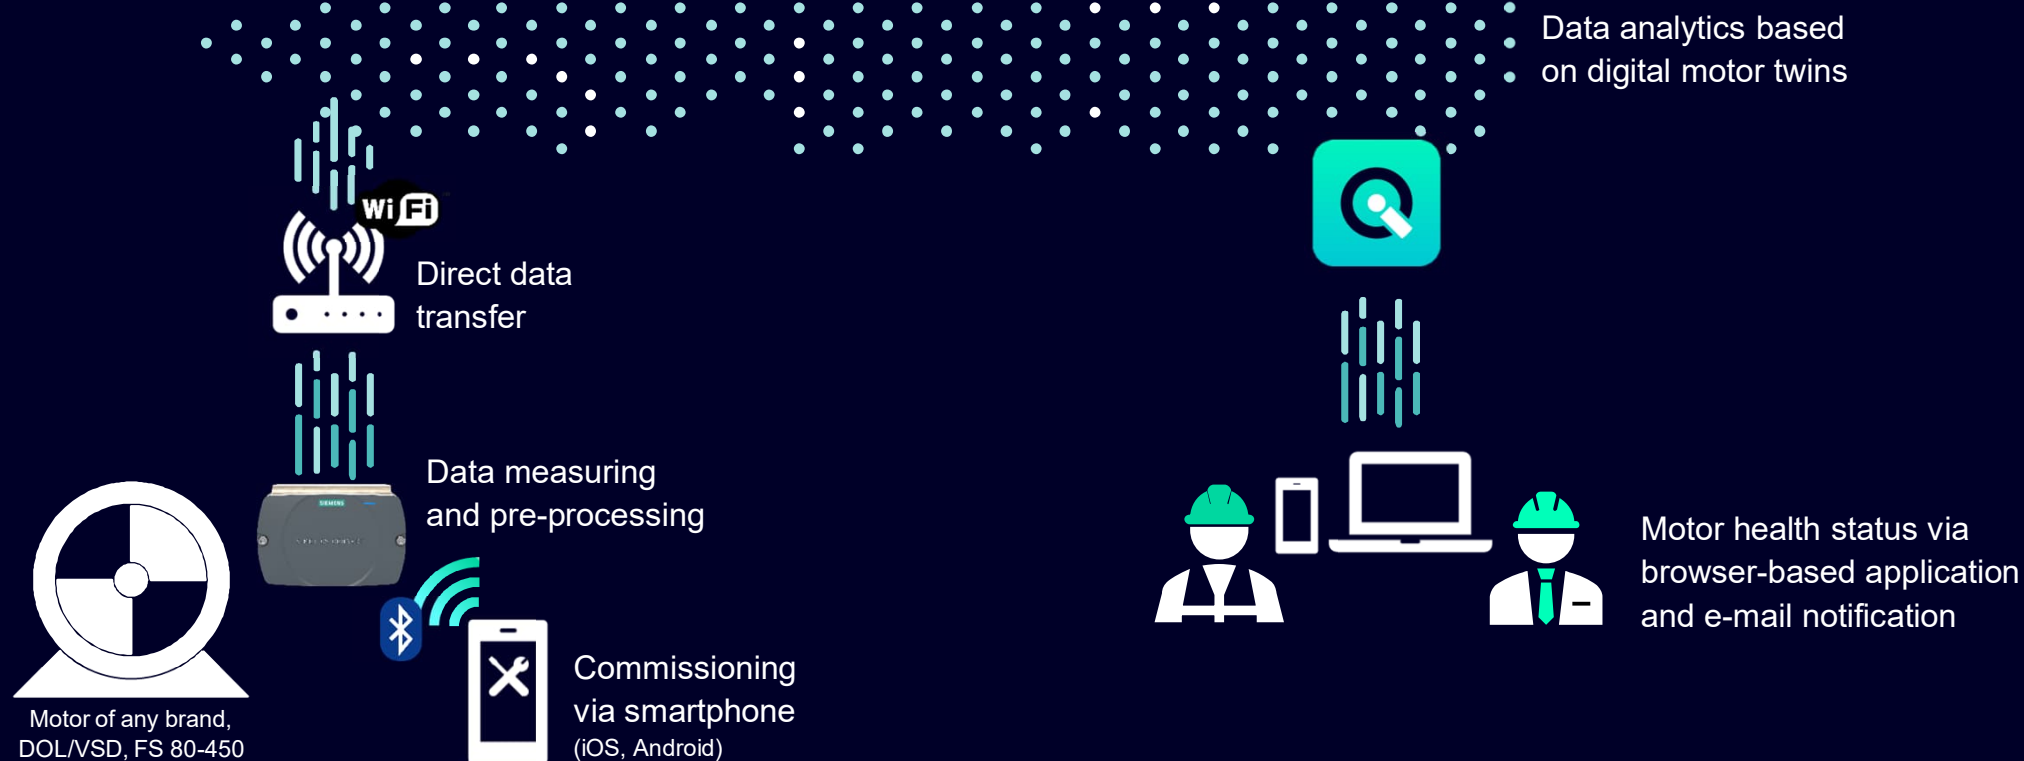 Data analytics based
on digital motor twins
Wi Fi
Direct data
transfer
Data measuring
and pre-processing
SIEMENS
Motor health status via
browser-based application
and e-mail notification
Commissioning
via smartphone
(iOS, Android)
Motor of any brand,
DOL/VSD, FS 80-450